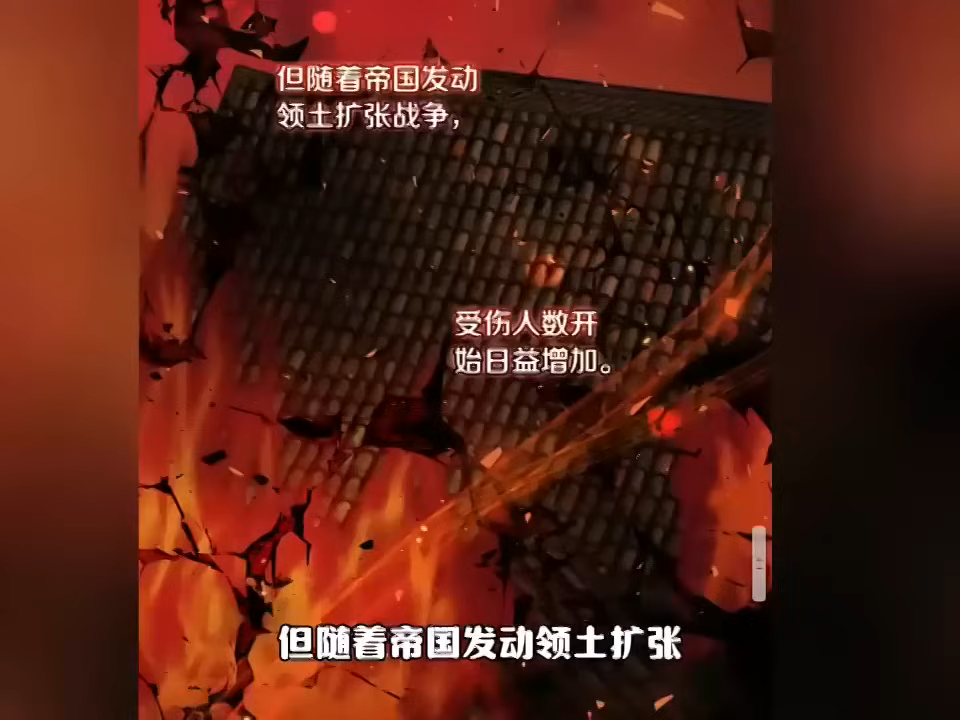 但随着帝国发动
领土扩张战争，
受伤人数开
始日益增加。
但随着帝国发动领土扩张